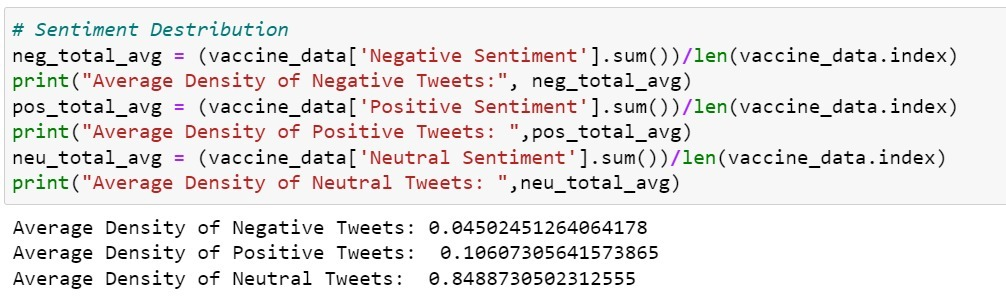 # Sentiment Destribution
neg_total_avg = (vaccine_data['Negative Sentiment'].sum())/len(vaccine_data.index)
print("Average Density of Negative Tweets:", neg_total_avg)
pos_total_avg = (vaccine_data['Positive Sentiment'].sum())/len(vaccine_data.index)
print("Average Density of Positive Tweets: ",pos_total_avg)
neu_total_avg = (vaccine_data['Neutral Sentiment'].sum())/len(vaccine_data.index)
print("Average Density of Neutral Tweets: ",neu_total_avg)
Average Density of Negative Tweets: 0.04502451264064178
Average Density of Positive Tweets:  0.10607305641573865
Average Density of Neutral Tweets:  0.8488730502312555